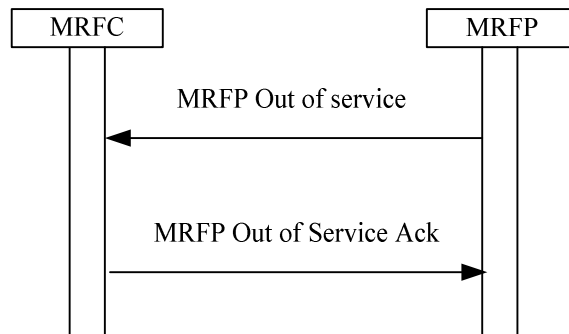 MRFC
MRFP
MRFP Out of service
MRFP Out of Service Ack